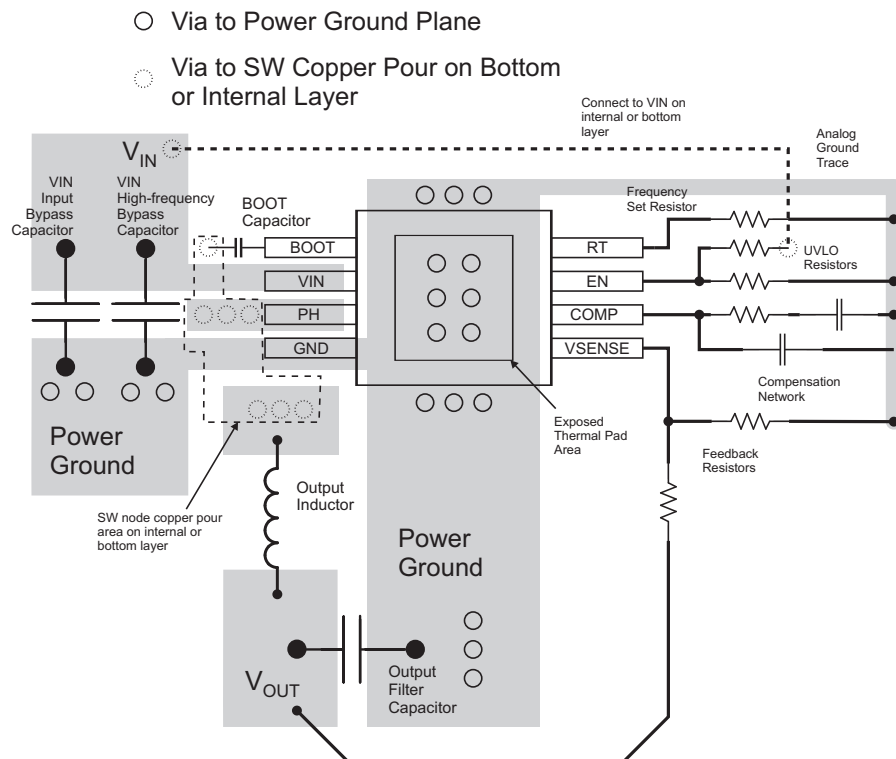 Via to Power Ground Plane
Via to SW Copper Pour on Bottom
or Internal Layer
Connect to VIN on
internal or bottom
layer
Analog
Ground
Trace
VIN
VIN
Input
Bypass
Capacitor
VIN
High-frequency
Bypass
Capacitor
BOOT
Capacitor
Frequency
Set Resistor
BOOT
VIN
PH
GND
RT
EN
COMP
VSENSE
UVLO
Resistors
Compensation
Network
Feedback
Resistors
Exposed
Thermal Pad
Area
Power
Ground
SW node copper pour
area on internal or
bottom layer
Output
Inductor
Power
Ground
VOUT
Output
Filter
Capacitor